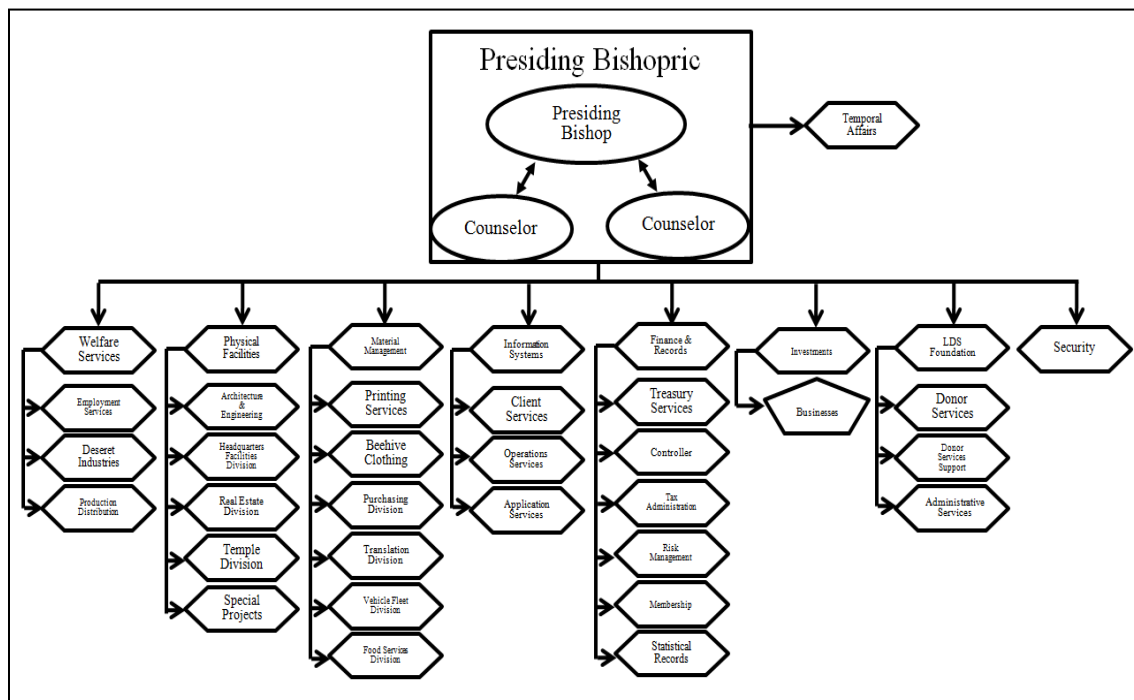 Presiding Bishopric
Presiding
Bishop
Counselor
Counselor
Temporal
Affairs
Welfare
Services
Employment
Services
Deseret
Industries
Production
Distribution
Physical
Facilities
Architecture
&
Engineering
Headquarters
Facilities
Division
Real Estate
Division
Temple
Division
Special
Projects
Material
Management
Printing
Services
Beehive
Clothing
Purchasing
Division
Translation
Division
Vehicle Fleet
Division
Food Services
Division
Information
Systems
Client
Services
Operations
Services
Application
Services
Finance &
Records
Treasury
Services
Controller
Tax
Administration
Risk
Management
Membership
Statistical
Records
Investments
Businesses
LDS
Foundation
Donor
Services
Donor
Services
Support
Administrative
Services
Security